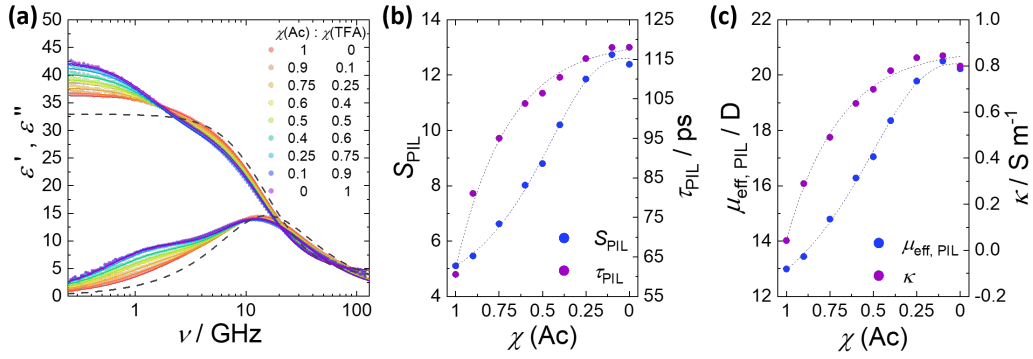 (a)
ε', ε''
50
45
40
35
30
25
20
15
10
5
0
1
10
100
ν / GHz
χ(Ac) : χ(TFA)
1 0
0.9 0.1
0.75 0.25
0.6 0.4
0.5 0.5
0.4 0.6
0.25 0.75
0.1 0.9
0 1
(b)
S_PIL
14
12
10
8
6
4
1 0.75 0.5 0.25 0
χ (Ac)
S_PIL
τ_PIL
125
115
105
95
85
75
65
55
τ_PIL / ps
(c)
μ_eff, PIL / D
22
20
18
16
14
12
1 0.75 0.5 0.25 0
χ (Ac)
μ_eff, PIL
κ
1.0
0.8
0.6
0.4
0.2
0.0
-0.2
κ / S m⁻¹